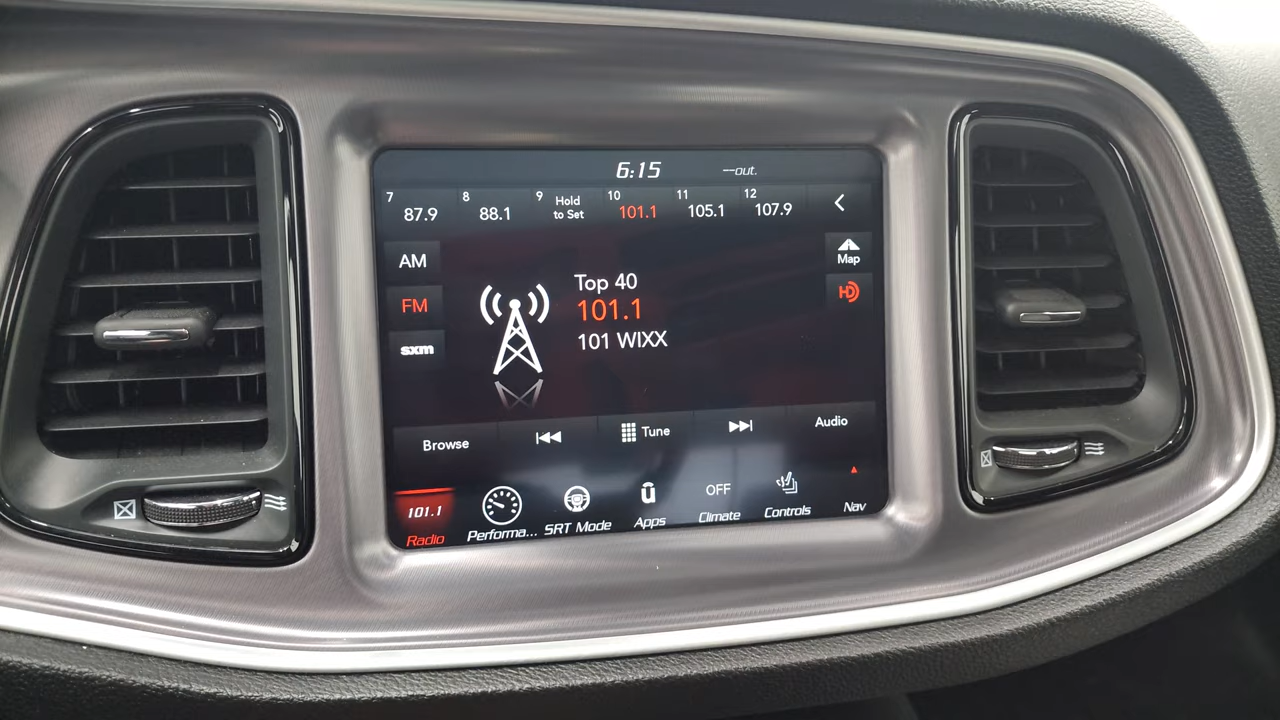 6:15 --out.
7 8 9 10 11 12
87.9 88.1 Hold to Set 101.1 105.1 107.9
AM
Map
FM
HD
sxm
Top 40
101.1
101 WIXX
Browse Tune Audio
101.1 OFF
Radio Performa... SRT Mode Apps Climate Controls Nav